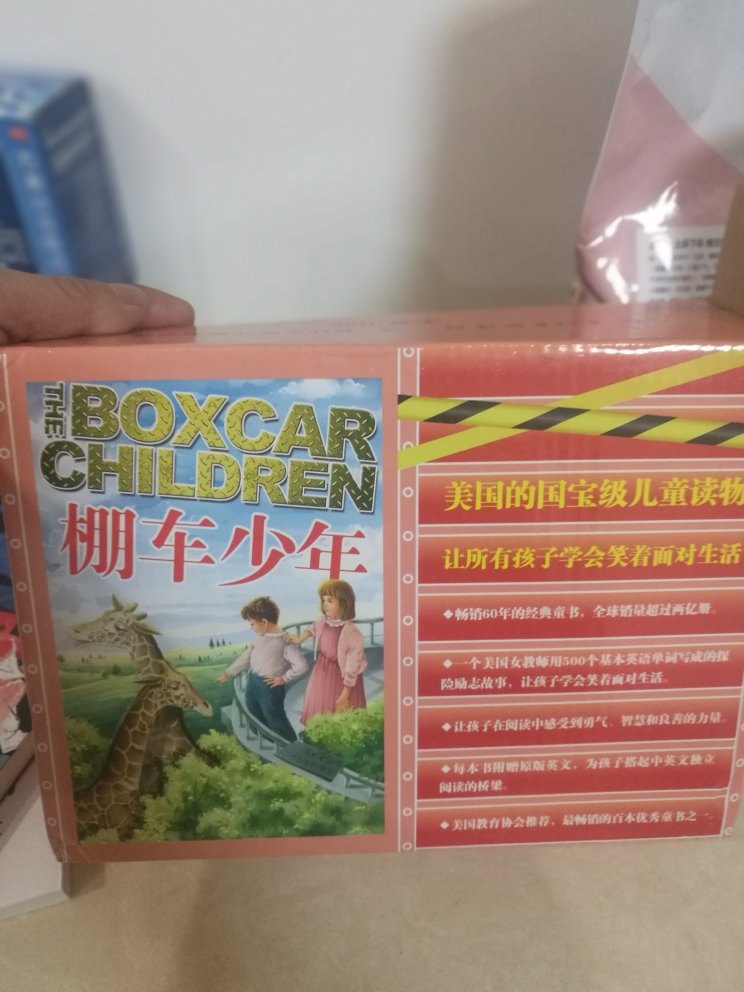 THE BOXCAR
CHILDREN
棚车少年
美国的国宝级儿童读物
让所有孩子学会笑着面对生活
◆畅销60年的经典童书，全球销量超过两亿册。
◆一个美国女教师用500个基本英语单词写成的探
险励志故事，让孩子学会笑着面对生活。
◆让孩子在阅读中感受到勇气、智慧和良善的力量。
◆每本书附赠原版英文，为孩子搭起中英文独立
阅读的桥梁。
◆美国教育协会推荐，最畅销的百本优秀童书之一。